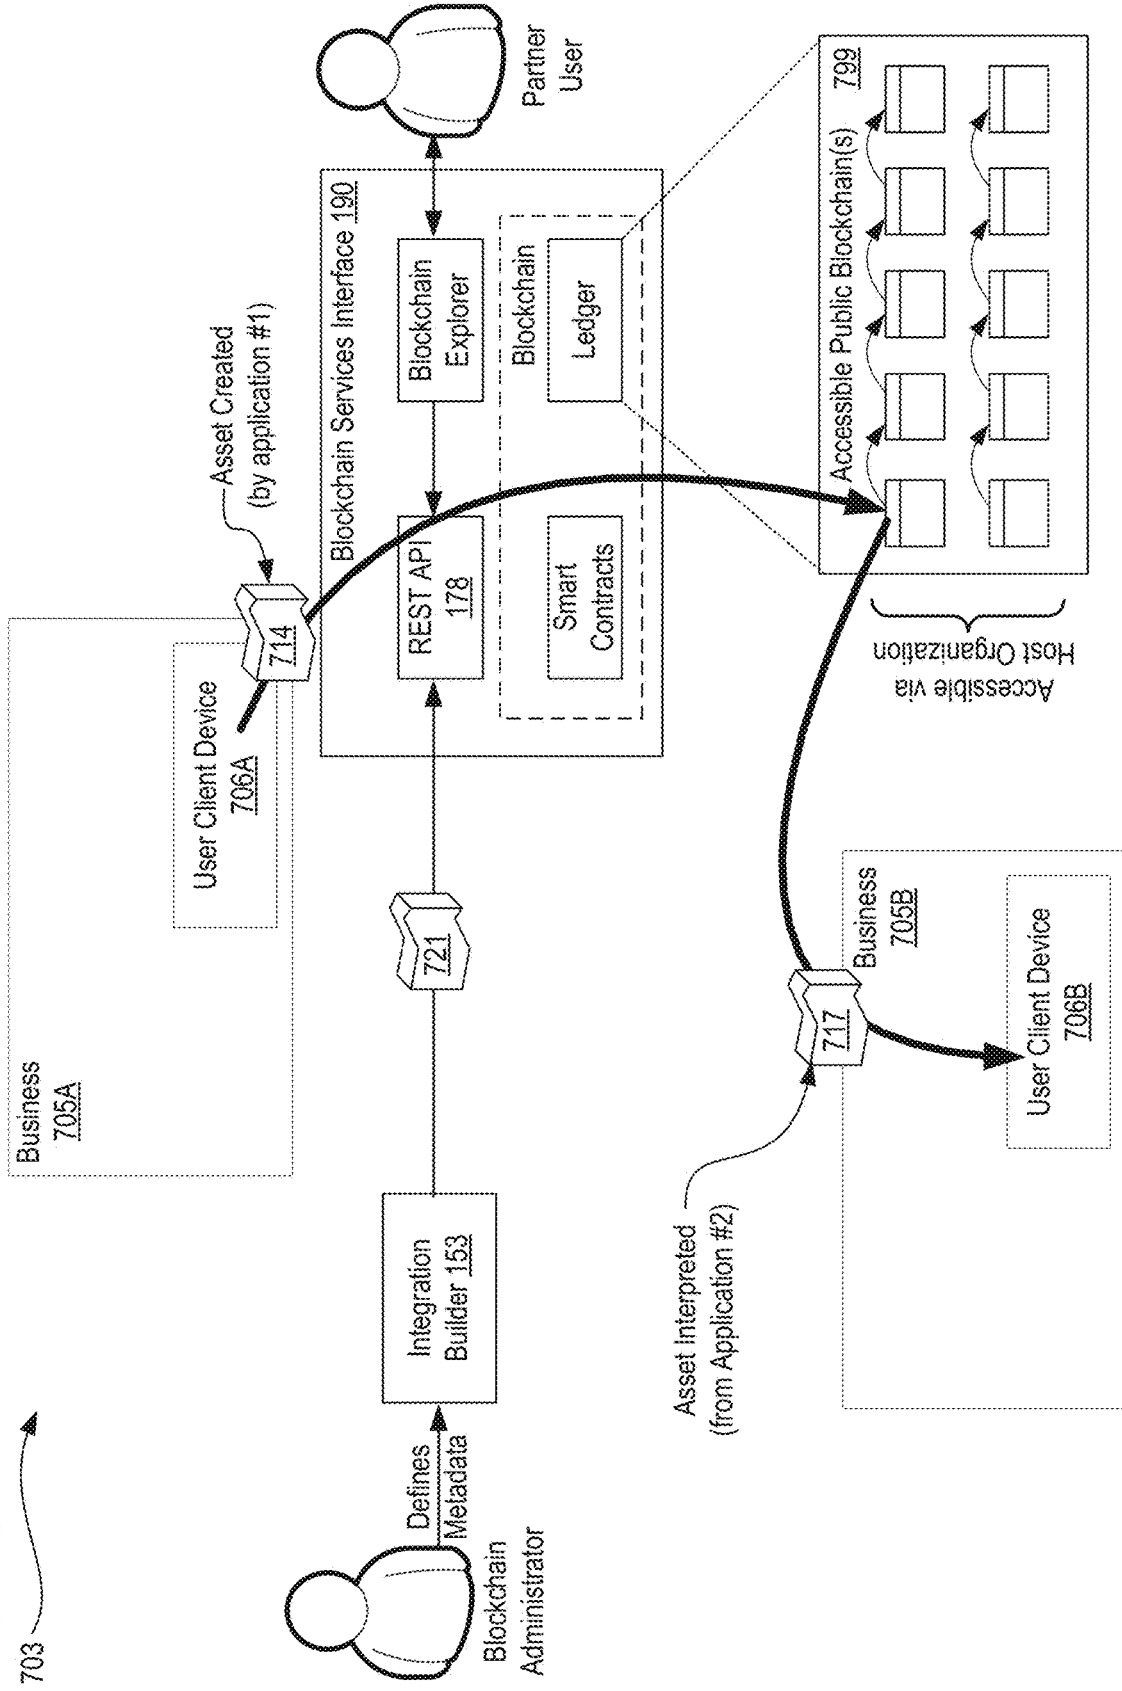 703
Business
705A
User Client Device
706A
714
Asset Created
(by application #1)
Blockchain
Administrator
Defines
Metadata
Integration
Builder 153
721
Blockchain Services Interface 190
REST API
178
Blockchain
Explorer
Smart
Contracts
Blockchain
Ledger
Partner
User
Asset Interpreted
(from Application #2)
717
Business
705B
User Client Device
706B
Accessible Public Blockchain(s) 799
Accessible via
Host Organization